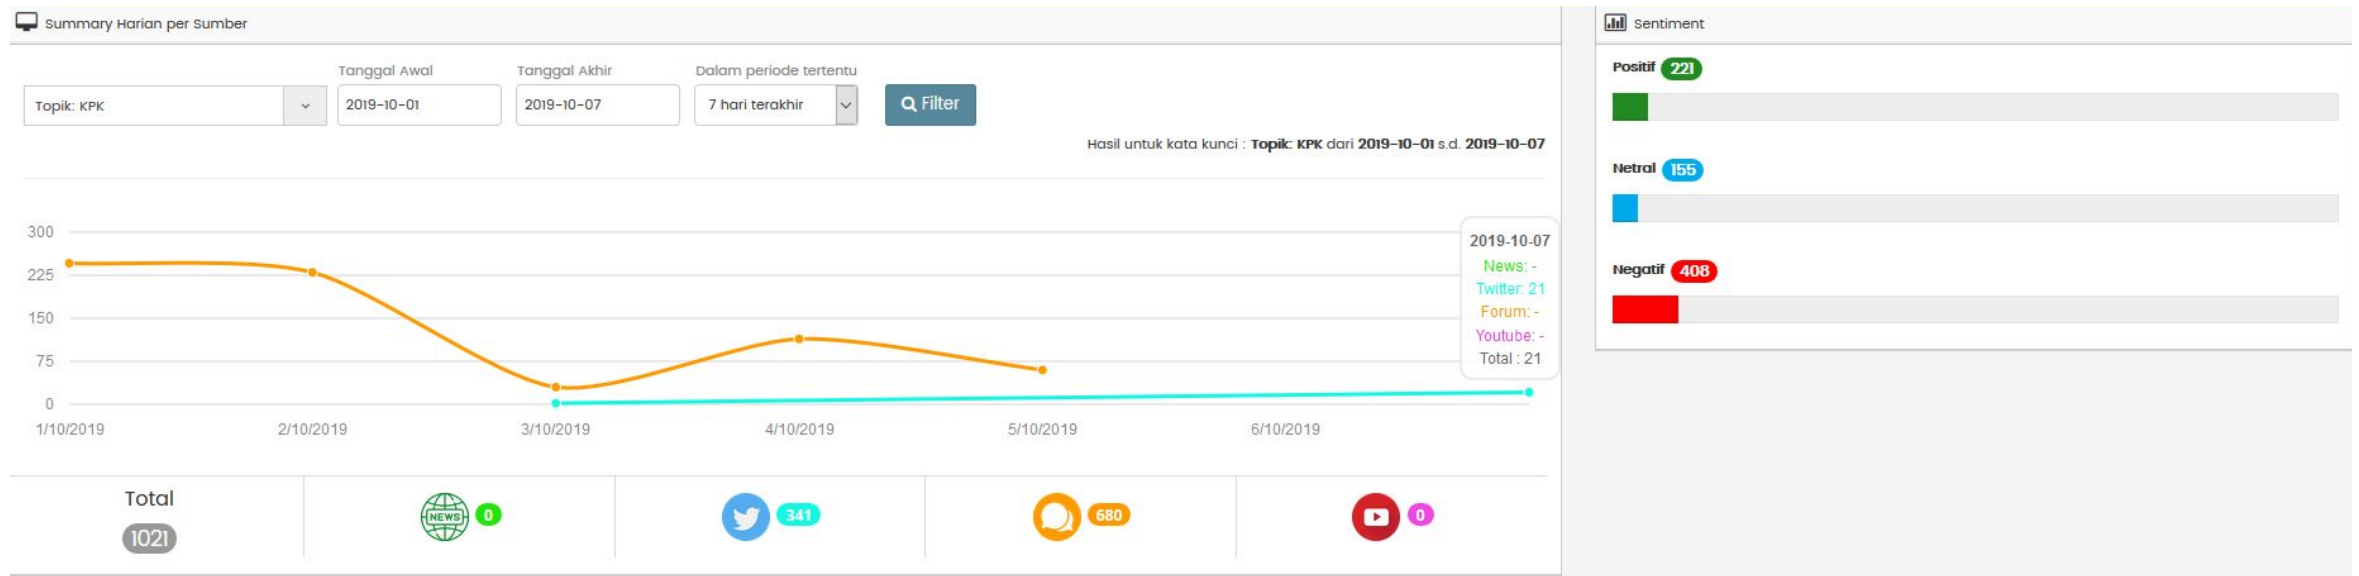 Summary Harian per Sumber
Tanggal Awal
Tanggal Akhir
Dalam periode tertentu
Topik: KPK
2019-10-01
2019-10-07
7 hari terakhir
Filter
Hasil untuk kata kunci : Topik: KPK dari 2019-10-01 s.d. 2019-10-07
300
225
150
75
0
1/10/2019
2/10/2019
3/10/2019
4/10/2019
5/10/2019
6/10/2019
2019-10-07
News: -
Twitter: 21
Forum: -
Youtube: -
Total : 21
Total
1021
NEWS
0
341
680
0
Sentiment
Positif 221
Netral 155
Negatif 408